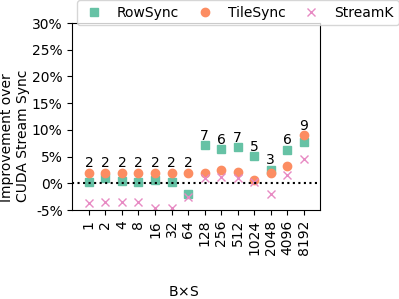 RowSync TileSync StreamK
Improvement over
CUDA Stream Sync
30%
25%
20%
15%
10%
5%
0%
-5%
2 2 2 2 2 2 2 7 6 7 5 3 6 9
1 2 4 8 16 32 64 128 256 512 1024 2048 4096 8192
B×S